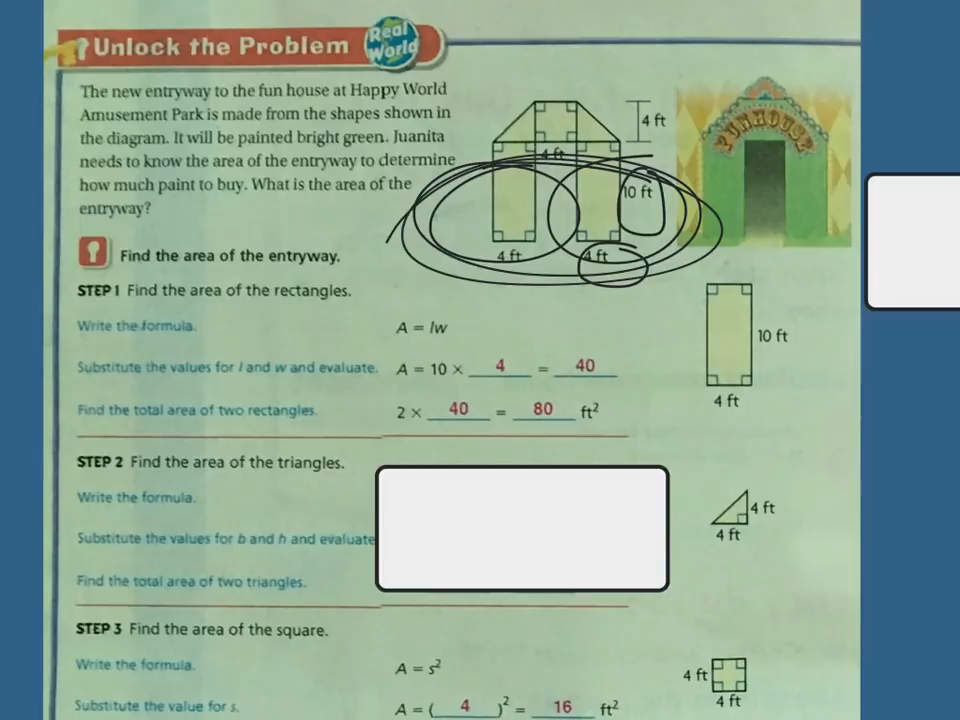 Unlock the Problem
Real World
The new entryway to the fun house at Happy World
Amusement Park is made from the shapes shown in
the diagram. It will be painted bright green. Juanita
needs to know the area of the entryway to determine
how much paint to buy. What is the area of the
entryway?
4 ft
4 ft
10 ft
4 ft
4 ft
FUNHOUSE
Find the area of the entryway.
STEP 1 Find the area of the rectangles.
Write the formula. A = lw
Substitute the values for l and w and evaluate. A = 10 × 4 = 40
10 ft
4 ft
Find the total area of two rectangles. 2 × 40 = 80 ft²
STEP 2 Find the area of the triangles.
Write the formula.
4 ft
4 ft
Substitute the values for b and h and evaluate
Find the total area of two triangles.
STEP 3 Find the area of the square.
Write the formula. A = s²
4 ft
4 ft
Substitute the value for s. A = ( 4 )² = 16 ft²